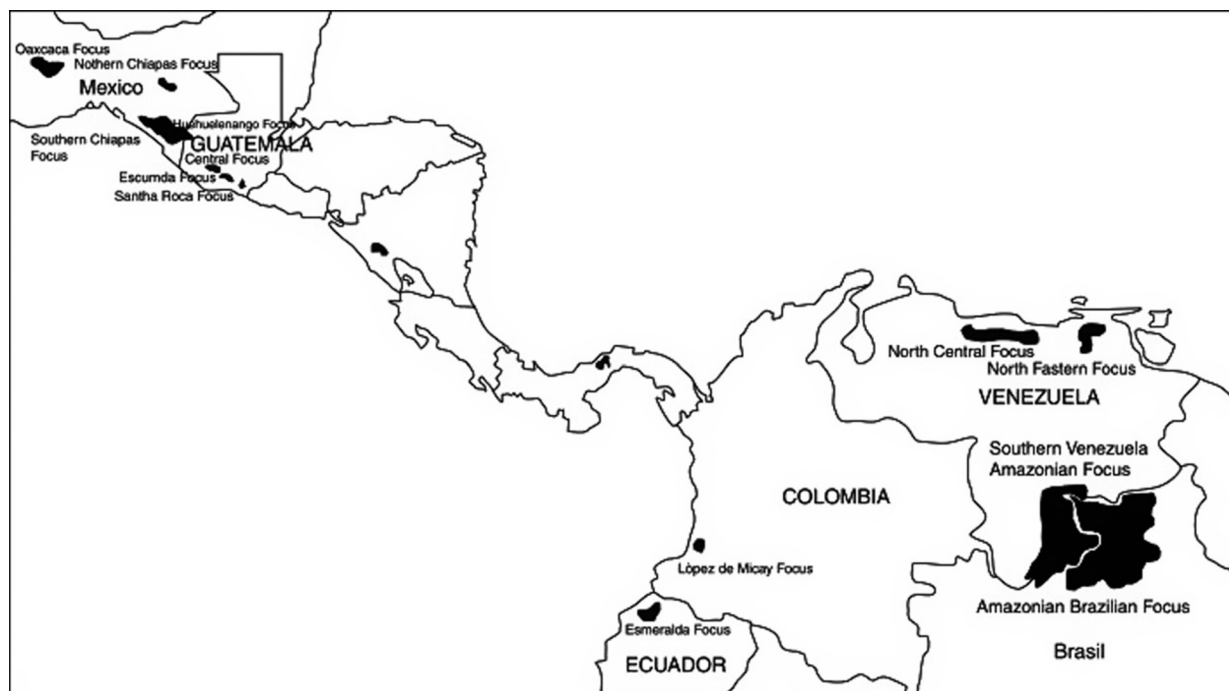 Oaxcaca Focus
Nothern Chiapas Focus
Mexico
Huehuelenango Focus
Southern Chiapas
Focus
GUATEMALA
Central Focus
Escurnda Focus
Santha Roca Focus
North Central Focus
North Fastern Focus
VENEZUELA
Southern Venezuela
Amazonian Focus
COLOMBIA
Lòpez de Micay Focus
Amazonian Brazilian Focus
Esmeralda Focus
ECUADOR
Brasil